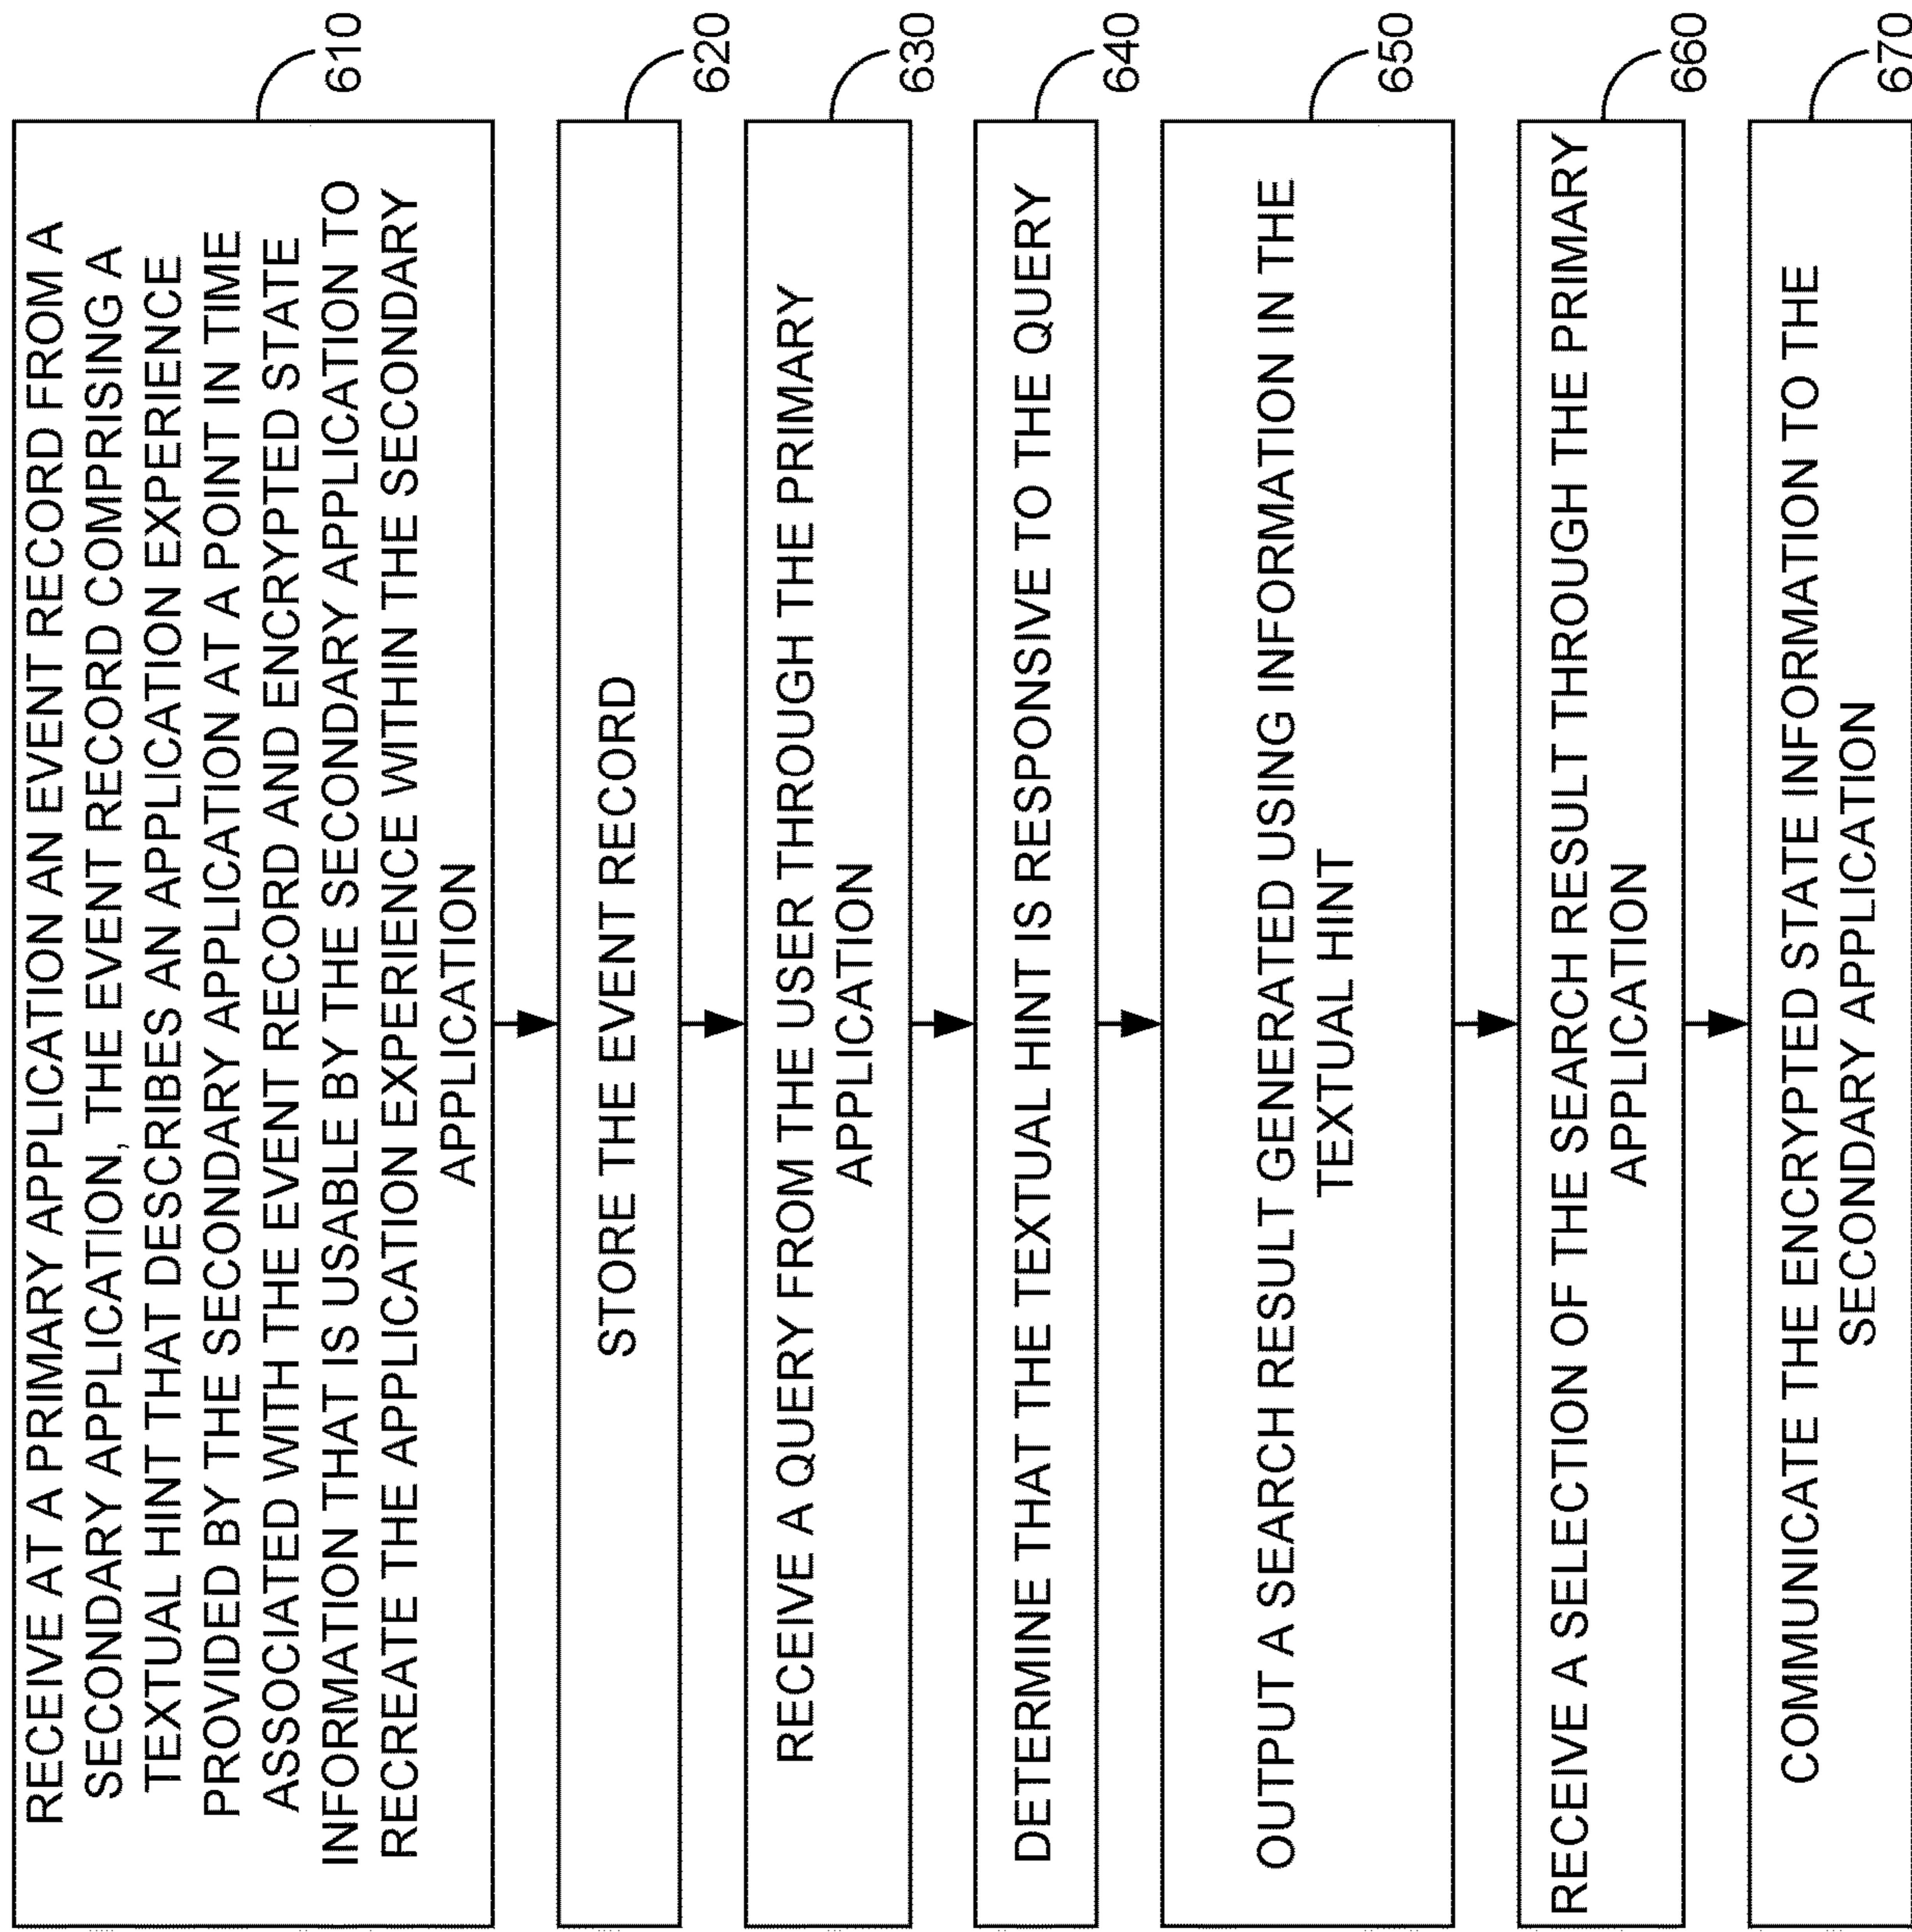 RECEIVE AT A PRIMARY APPLICATION AN EVENT RECORD FROM A
SECONDARY APPLICATION, THE EVENT RECORD COMPRISING A
TEXTUAL HINT THAT DESCRIBES AN APPLICATION EXPERIENCE
PROVIDED BY THE SECONDARY APPLICATION AT A POINT IN TIME
ASSOCIATED WITH THE EVENT RECORD AND ENCRYPTED STATE
INFORMATION THAT IS USABLE BY THE SECONDARY APPLICATION TO
RECREATE THE APPLICATION EXPERIENCE WITHIN THE SECONDARY
APPLICATION
610
STORE THE EVENT RECORD
620
RECEIVE A QUERY FROM THE USER THROUGH THE PRIMARY
APPLICATION
630
DETERMINE THAT THE TEXTUAL HINT IS RESPONSIVE TO THE QUERY
640
OUTPUT A SEARCH RESULT GENERATED USING INFORMATION IN THE
TEXTUAL HINT
650
RECEIVE A SELECTION OF THE SEARCH RESULT THROUGH THE PRIMARY
APPLICATION
660
COMMUNICATE THE ENCRYPTED STATE INFORMATION TO THE
SECONDARY APPLICATION
670